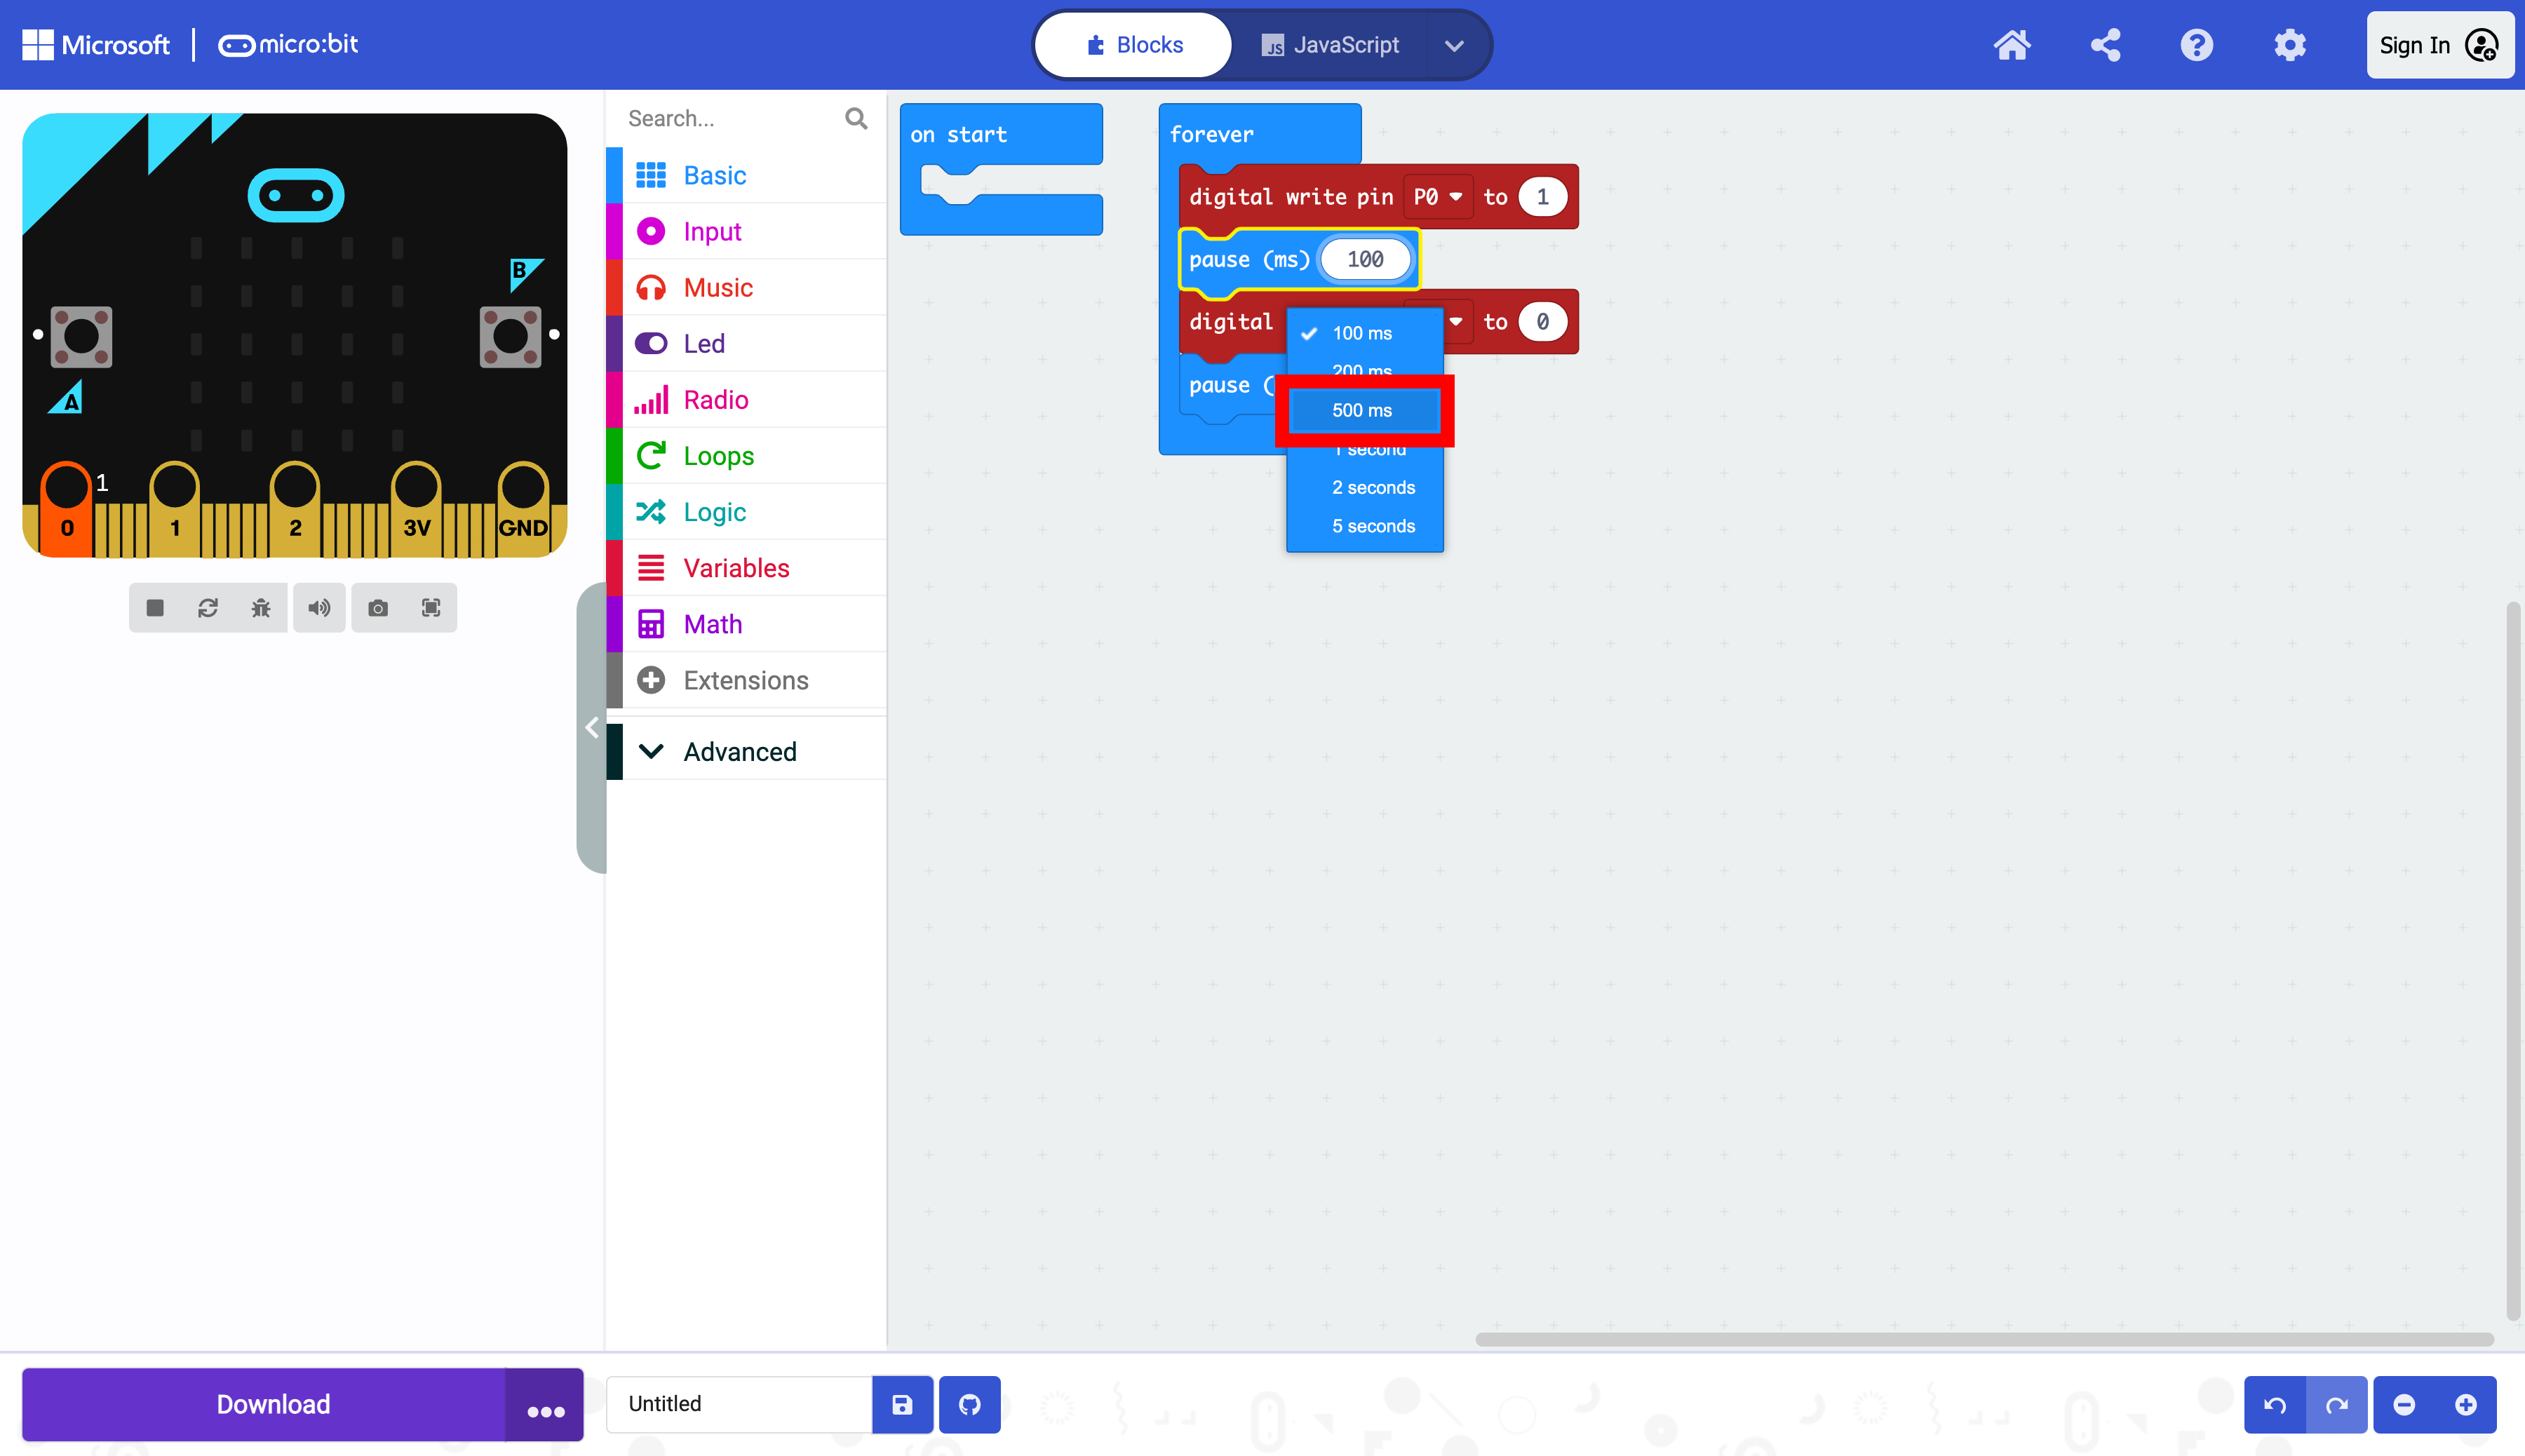 Microsoft
micro:bit
Blocks
JS
JavaScript
Sign In
B
A
1
0
1
2
3V
GND
Search...
Basic
Input
Music
Led
Radio
Loops
Logic
Variables
Math
Extensions
Advanced
on start
forever
digital write pin P0 to 1
pause (ms) 100
digital to 0
pause (
100 ms
200 ms
500 ms
1 second
2 seconds
5 seconds
Download
Untitled